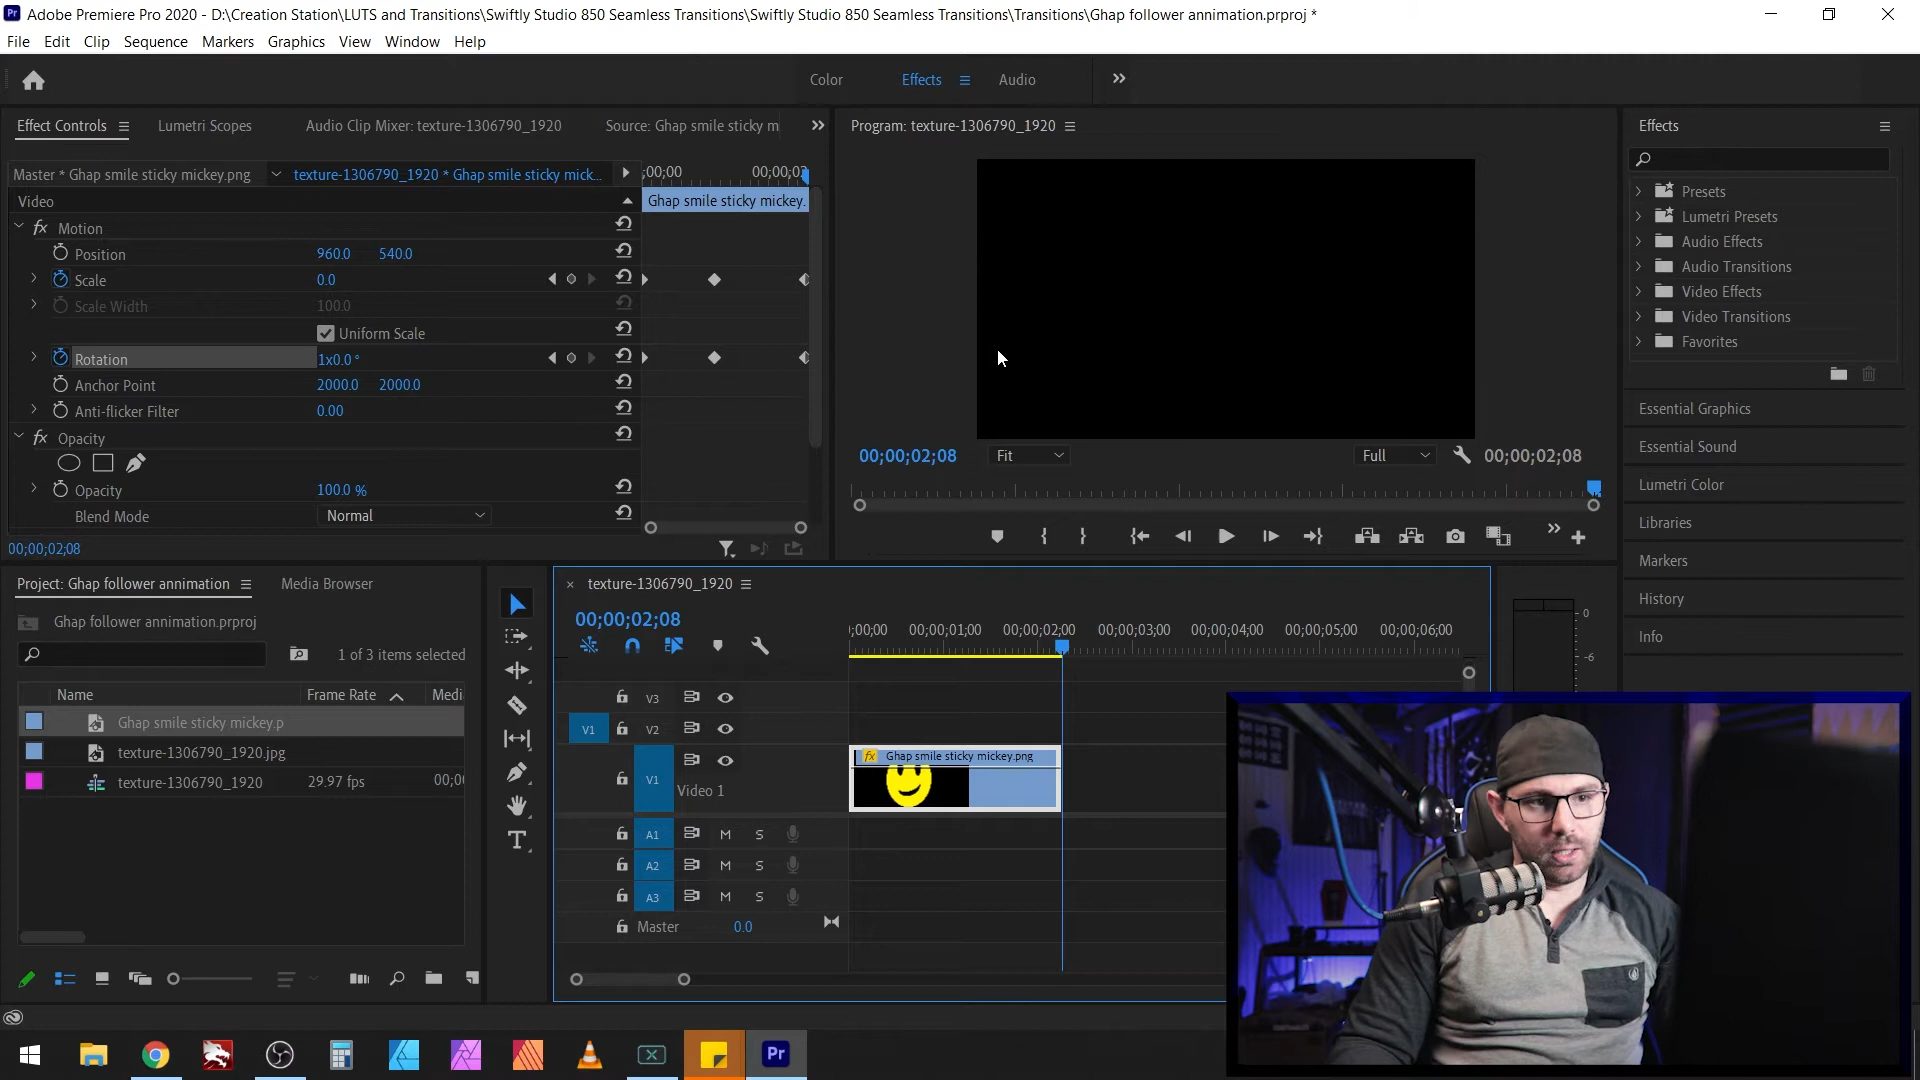 Adobe Premiere Pro 2020 - D:\Creation Station\LUTS and Transitions\Swiftly Studio 850 Seamless Transitions\Swiftly Studio 850 Seamless Transitions\Transitions\Ghap follower annimation.prproj *
File Edit Clip Sequence Markers Graphics View Window Help
Color Effects Audio
Effect Controls Lumetri Scopes Audio Clip Mixer: texture-1306790_1920 Source: Ghap smile sticky m
Program: texture-1306790_1920
Effects
Master * Ghap smile sticky mickey.png texture-1306790_1920 * Ghap smile sticky mick...
;00;00 00;00;02
Video
Ghap smile sticky mickey.
fx Motion
Position 960.0 540.0
Scale 0.0
Scale Width 100.0
Uniform Scale
Rotation 1x0.0 °
Anchor Point 2000.0 2000.0
Anti-flicker Filter 0.00
fx Opacity
Opacity 100.0 %
Blend Mode Normal
00;00;02;08
00;00;02;08 Fit Full 00;00;02;08
Presets
Lumetri Presets
Audio Effects
Audio Transitions
Video Effects
Video Transitions
Favorites
Essential Graphics
Essential Sound
Lumetri Color
Libraries
Markers
History
Info
Project: Ghap follower annimation Media Browser
Ghap follower annimation.prproj
1 of 3 items selected
Name Frame Rate Medi
Ghap smile sticky mickey.p
texture-1306790_1920.jpg
texture-1306790_1920 29.97 fps 00;0
texture-1306790_1920
00;00;02;08
;00;00 00;00;01;00 00;00;02;00 00;00;03;00 00;00;04;00 00;00;05;00 00;00;06;00
V3
V1 V2
V1 Video 1
fx Ghap smile sticky mickey.png
A1 M S
A2 M S
A3 M S
Master 0.0
0
-6
T
Pr